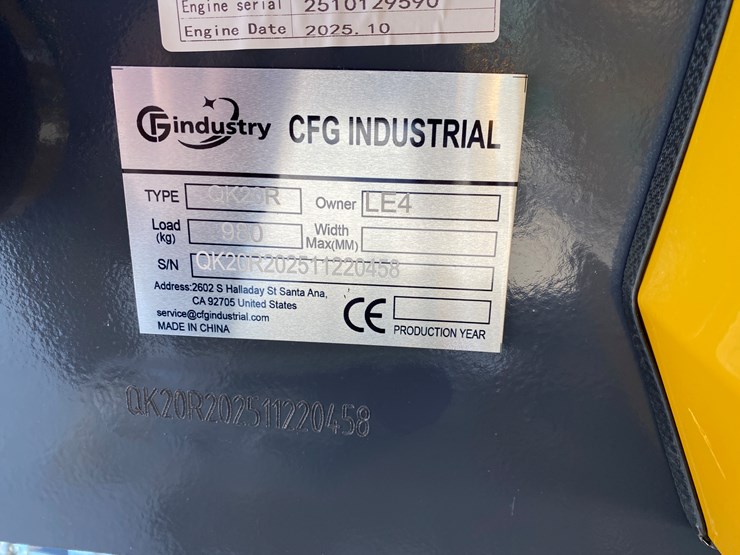 Engine serial 2510129590
Engine Date 2025.10
GFindustry CFG INDUSTRIAL
TYPE QK20R Owner LE4
Load (kg) 980 Width Max(MM)
S/N QK20R202511220458
Address:2602 S Halladay St Santa Ana,
CA 92705 United States
service@cfgindustrial.com
MADE IN CHINA
CE PRODUCTION YEAR
QK20R202511220458